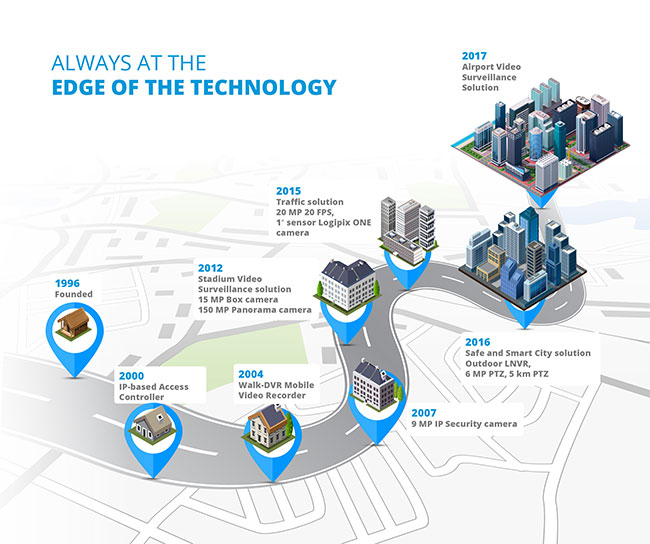 ALWAYS AT THE
EDGE OF THE TECHNOLOGY
1996
Founded
2000
IP-based Access
Controller
2004
Walk-DVR Mobile
Video Recorder
2007
9 MP IP Security camera
2012
Stadium Video
Surveillance solution
15 MP Box camera
150 MP Panorama camera
2015
Traffic solution
20 MP 20 FPS,
1" sensor Logipix ONE
camera
2016
Safe and Smart City solution
Outdoor LNVR,
6 MP PTZ, 5 km PTZ
2017
Airport Video
Surveillance
Solution